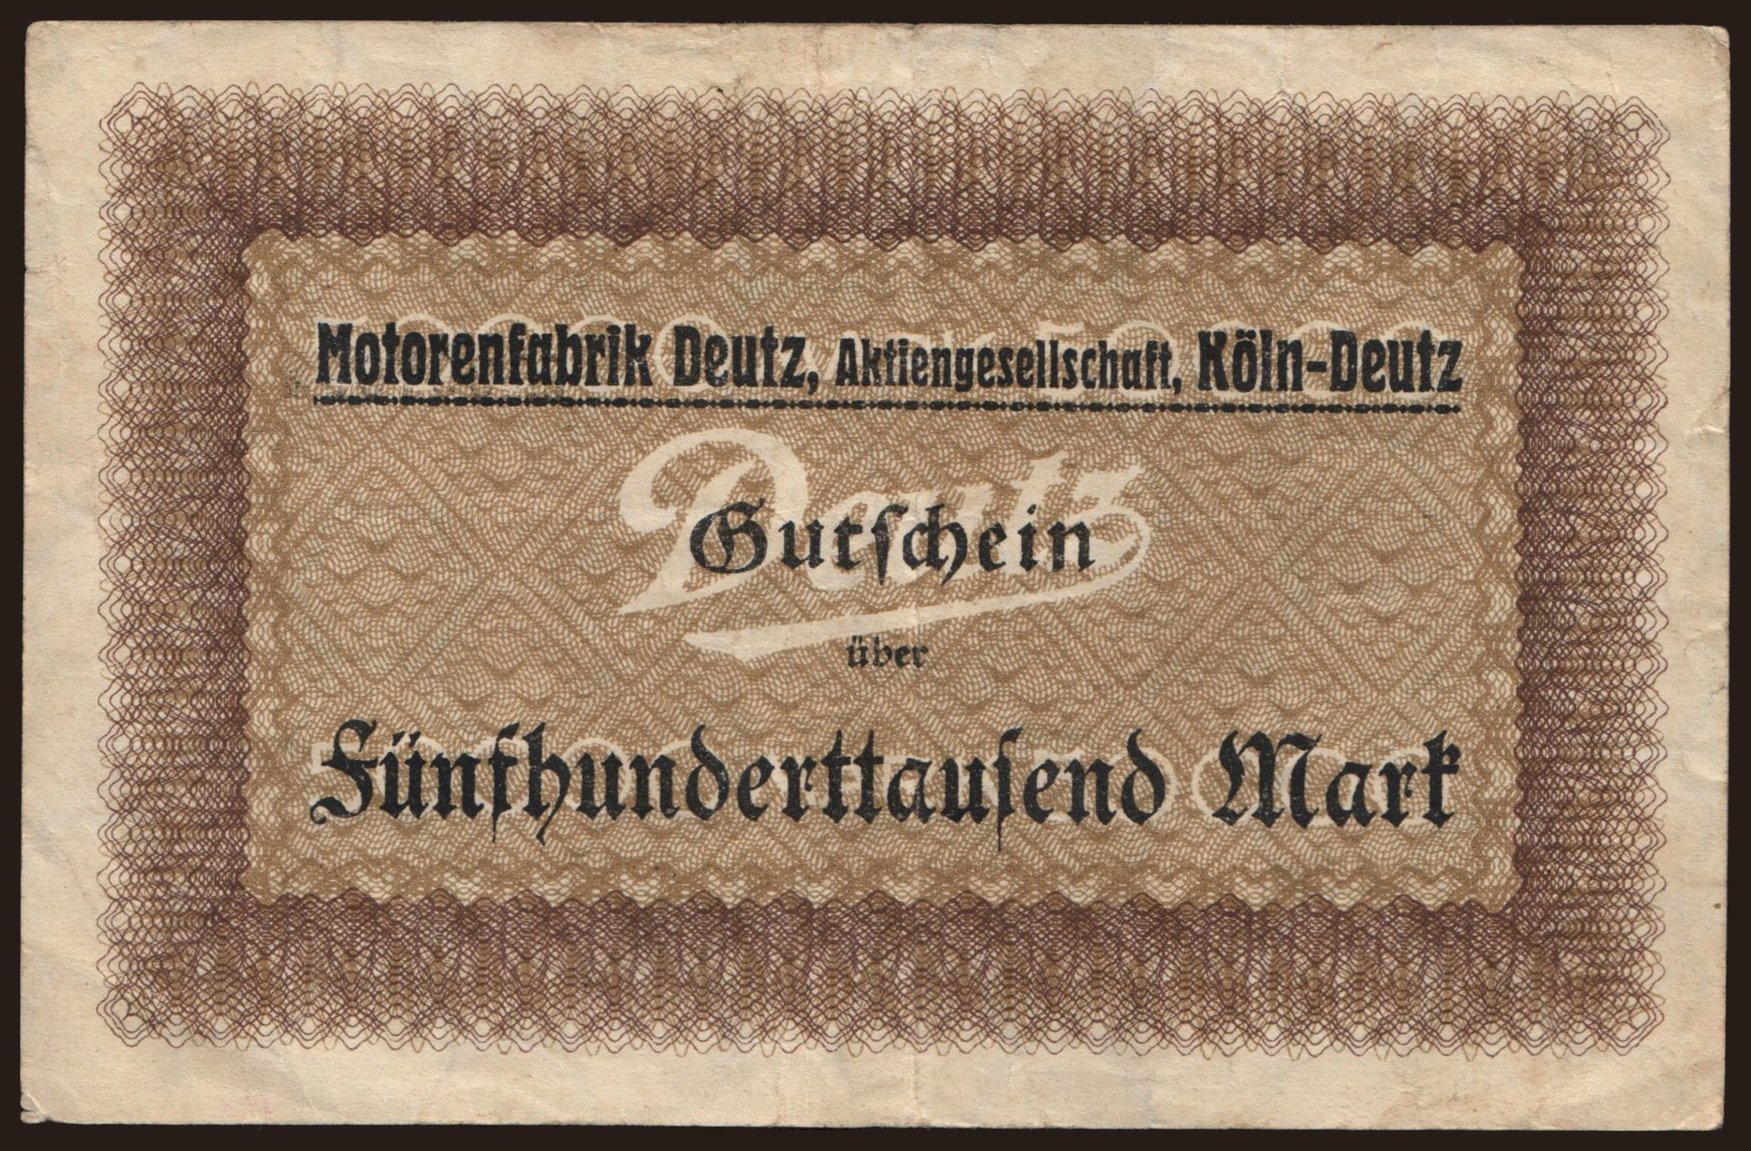 Motorenfabrik Deutz, Aktiengesellschaft, Köln-Deutz
Deutz
Gutſchein
über
Fünfhunderttauſend Mark